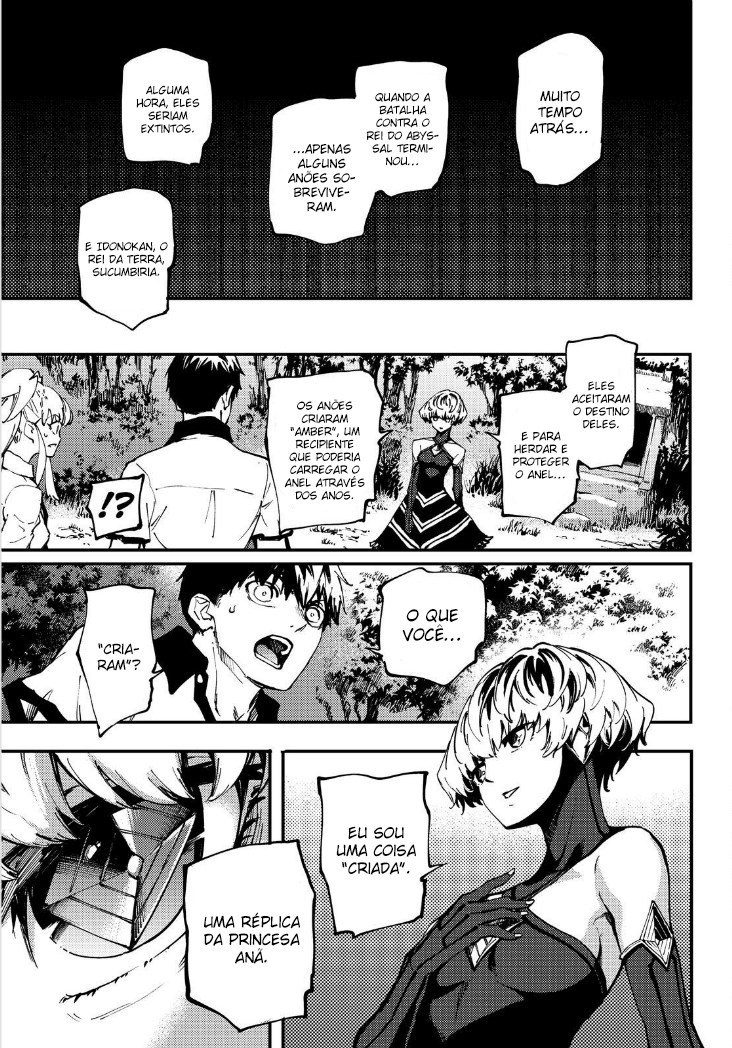 MUITO
TEMPO
ATRÁS...
QUANDO A
BATALHA
CONTRA O
REI DO ABYS-
SAL TERMI-
NOU...
...APENAS
ALGUNS
ANÕES SO-
BREVIVE-
RAM.
ALGUMA
HORA, ELES
SERIAM
EXTINTOS.
E IDONOKAN, O
REI DA TERRA,
SUCUMBIRIA.
ELES
ACEITARAM
O DESTINO
DELES.
E PARA
HERDAR E
PROTEGER
O ANEL...
OS ANÕES
CRIARAM
"AMBER", UM
RECIPIENTE
QUE PODERIA
CARREGAR O
ANEL ATRAVÉS
DOS ANOS.
!?
O QUE
VOCÊ...
"CRIA-
RAM"?
EU SOU
UMA COISA
"CRIADA".
UMA RÉPLICA
DA PRINCESA
ANÃ.